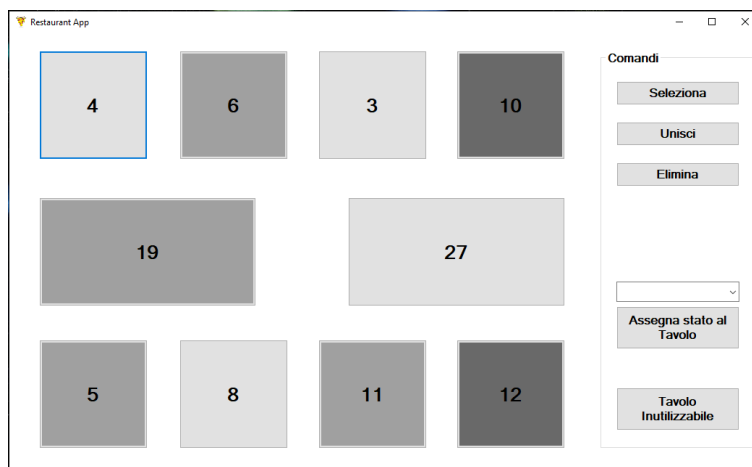 Restaurant App
Comandi
4
6
3
10
Seleziona
Unisci
Elimina
19
27
Assegna stato al
Tavolo
5
8
11
12
Tavolo
Inutilizzabile